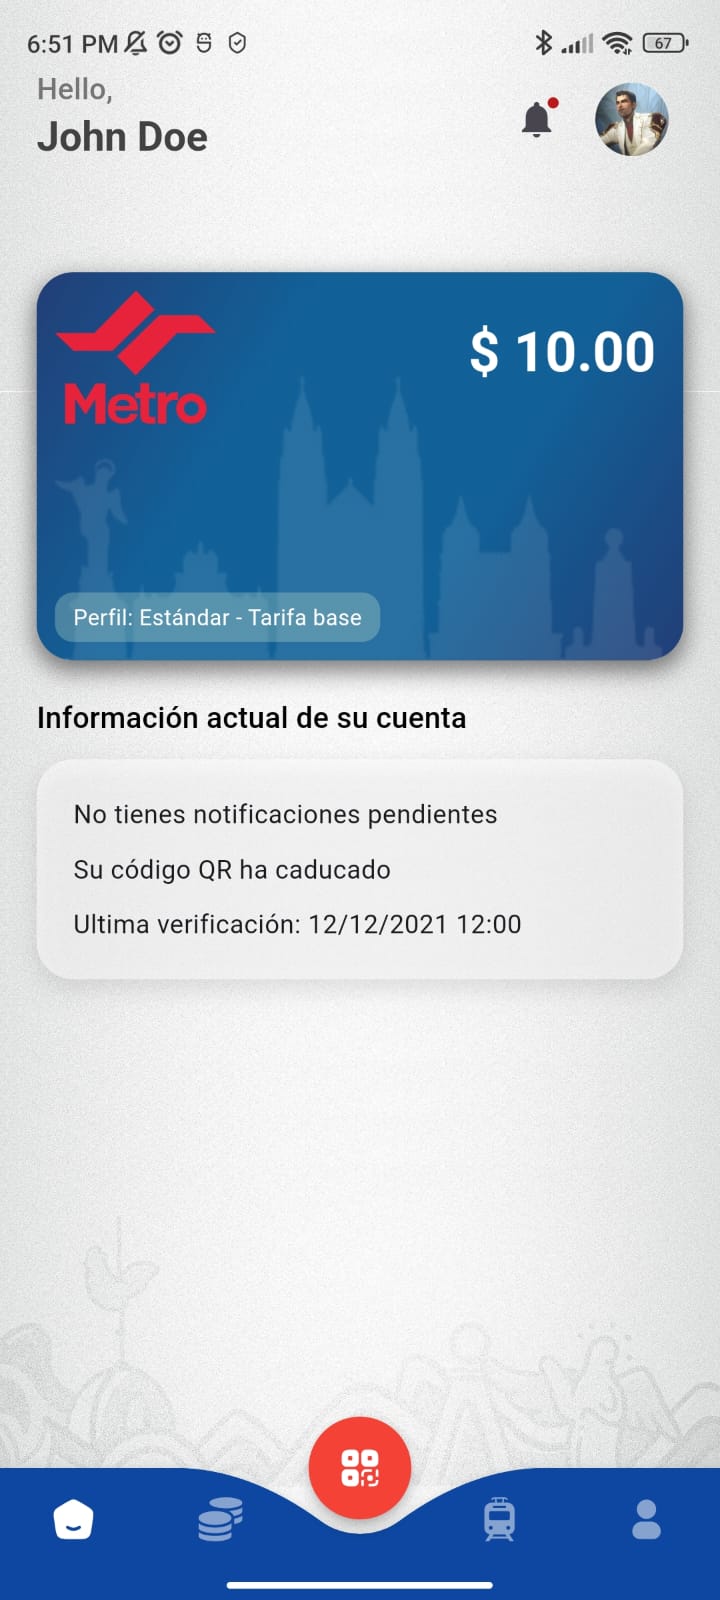 6:51 PM
67
Hello,
John Doe
$ 10.00
Metro
Perfil: Estándar - Tarifa base
Información actual de su cuenta
No tienes notificaciones pendientes
Su código QR ha caducado
Ultima verificación: 12/12/2021 12:00